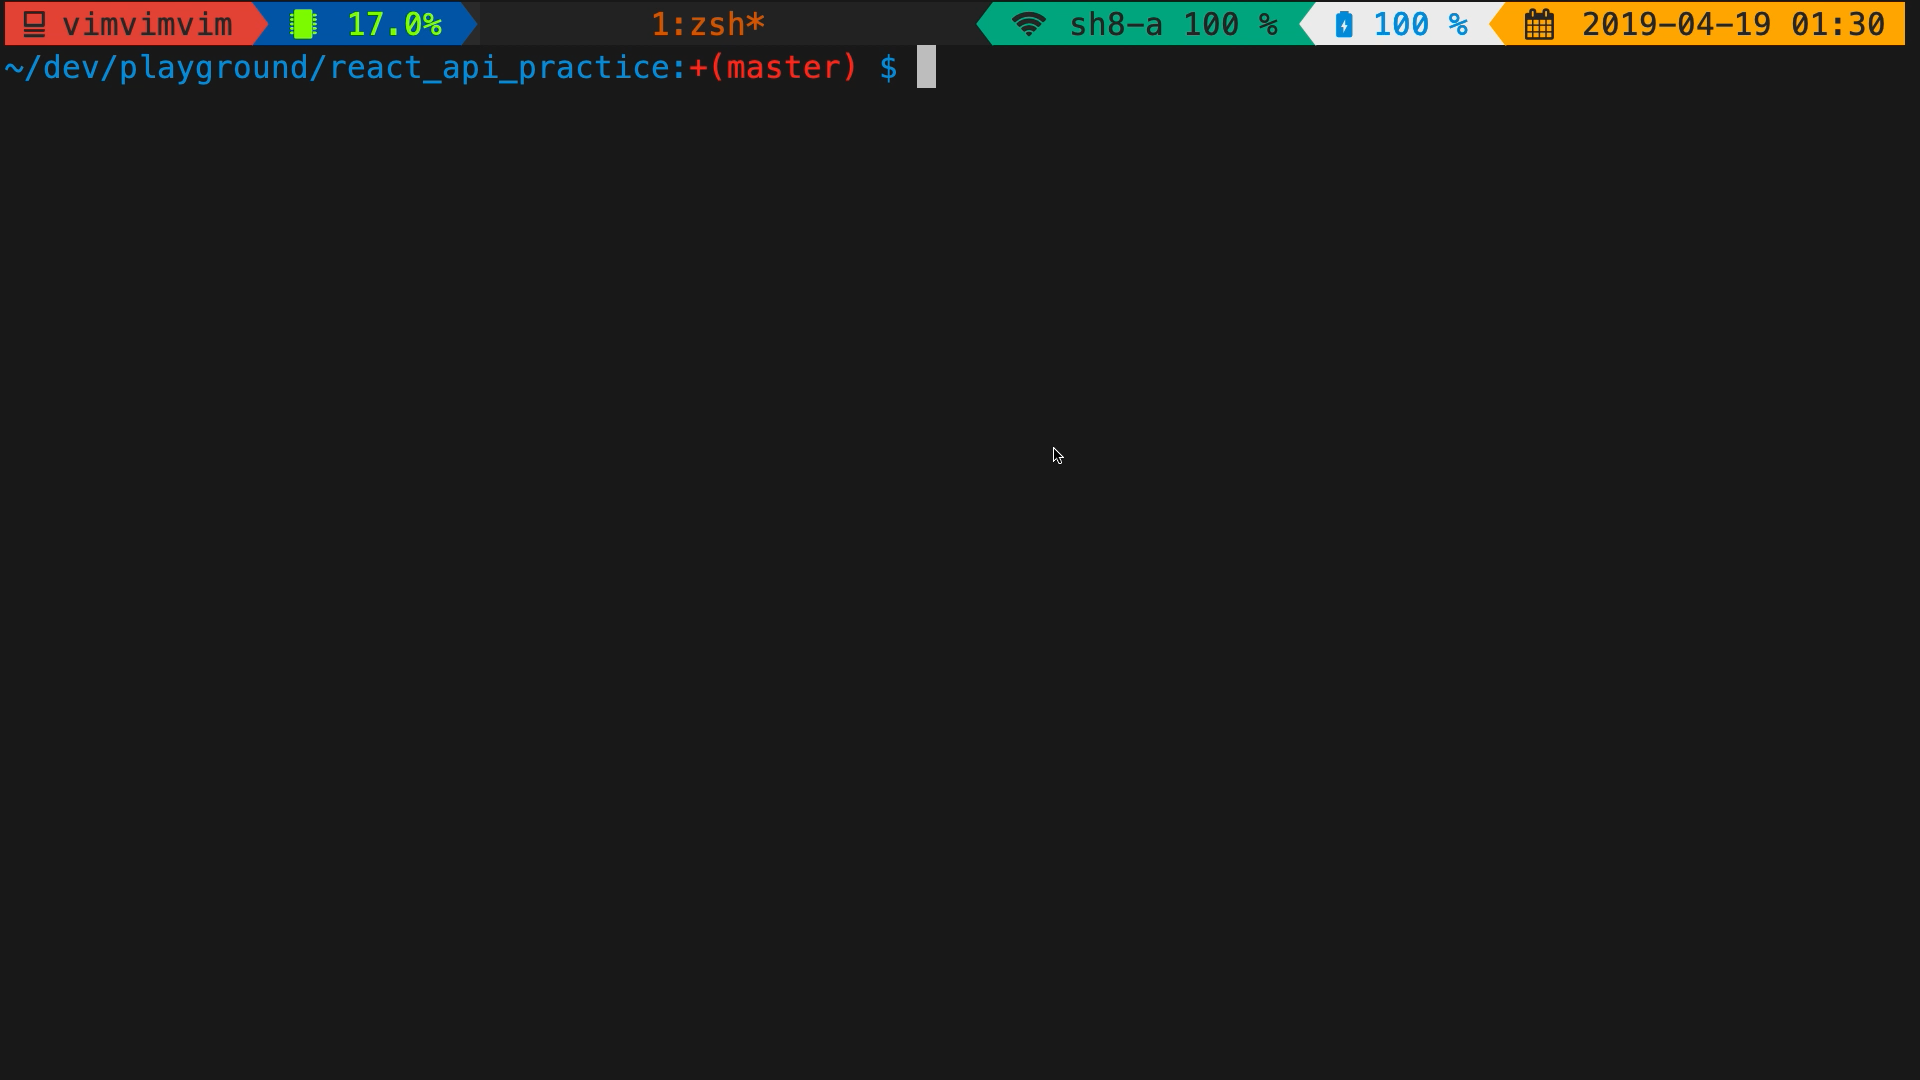 vimvimvim 17.0% 1:zsh* sh8-a 100 % 100 % 2019-04-19 01:30
~/dev/playground/react_api_practice:+(master) $